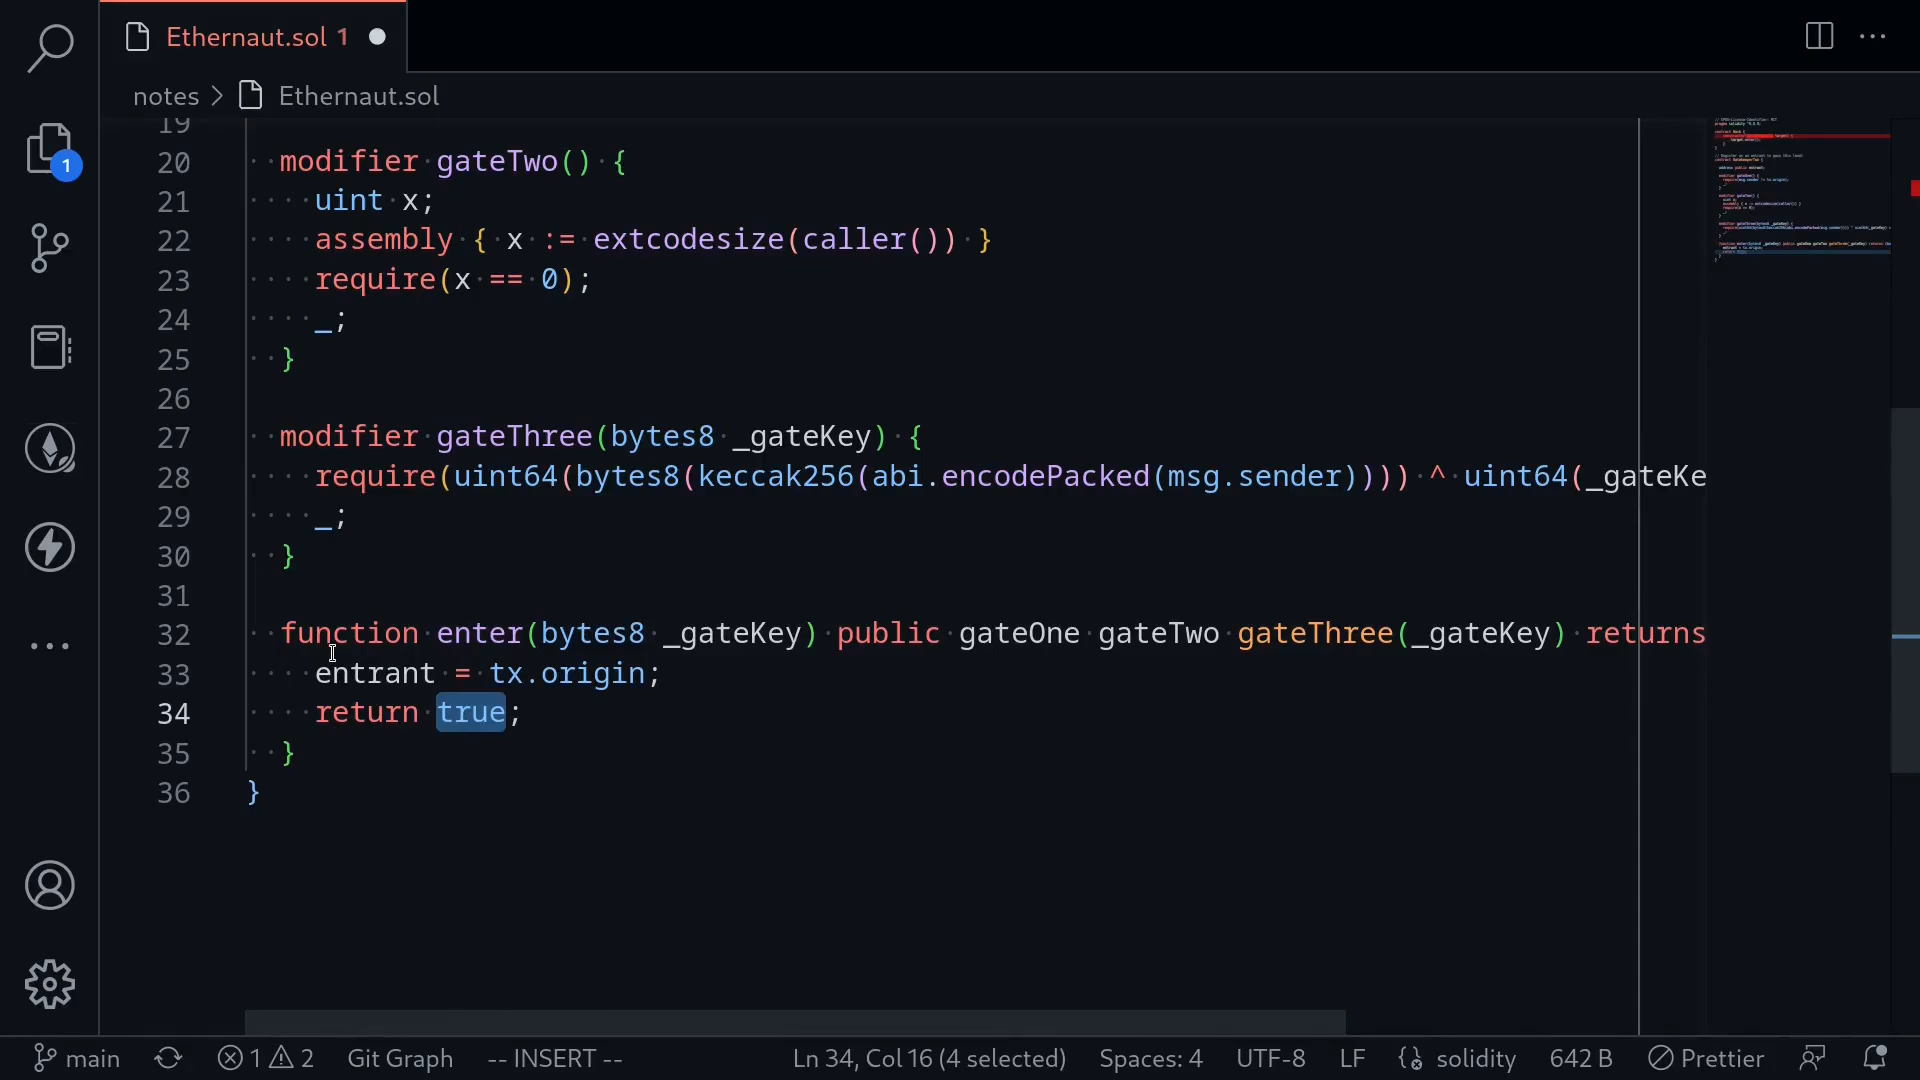 Ethernaut.sol 1
notes > Ethernaut.sol
19
20 modifier gateTwo() {
21 uint x;
22 assembly { x := extcodesize(caller()) }
23 require(x == 0);
24 _;
25 }
26
27 modifier gateThree(bytes8 _gateKey) {
28 require(uint64(bytes8(keccak256(abi.encodePacked(msg.sender)))) ^ uint64(_gateKe
29 _;
30 }
31
32 function enter(bytes8 _gateKey) public gateOne gateTwo gateThree(_gateKey) returns
33 entrant = tx.origin;
34 return true;
35 }
36 }
1
main 1 2 Git Graph -- INSERT -- Ln 34, Col 16 (4 selected) Spaces: 4 UTF-8 LF solidity 642 B Prettier